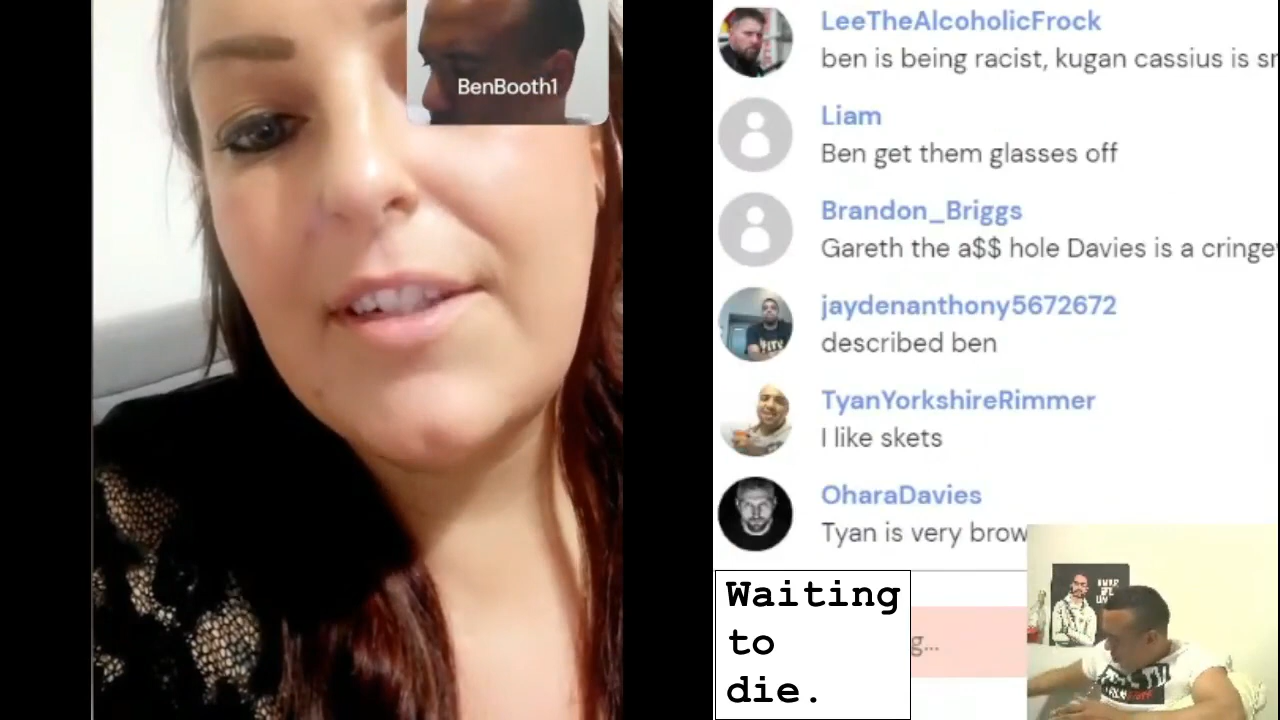 BenBooth1
LeeTheAlcoholicFrock
ben is being racist, kugan cassius is
Liam
Ben get them glasses off
Brandon_Briggs
Gareth the a$$ hole Davies is a cringe
jaydenanthony5672672
described ben
TyanYorkshireRimmer
I like skets
OharaDavies
Tyan is very brow
Waiting
to
die.
g...